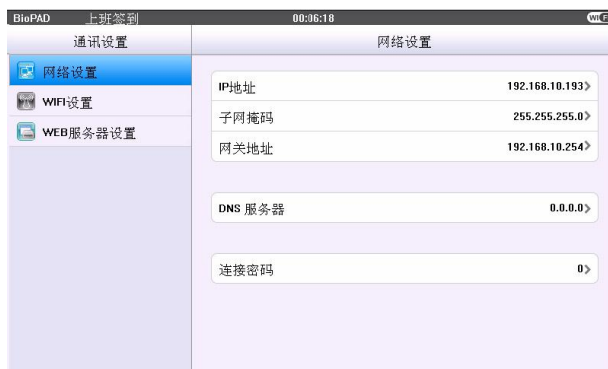 BioPAD 上班签到 00:06:18 WIF
通讯设置
网络设置
WIFI设置
WEB服务器设置
网络设置
IP地址 192.168.10.193
子网掩码 255.255.255.0
网关地址 192.168.10.254
DNS 服务器 0.0.0.0
连接密码 0